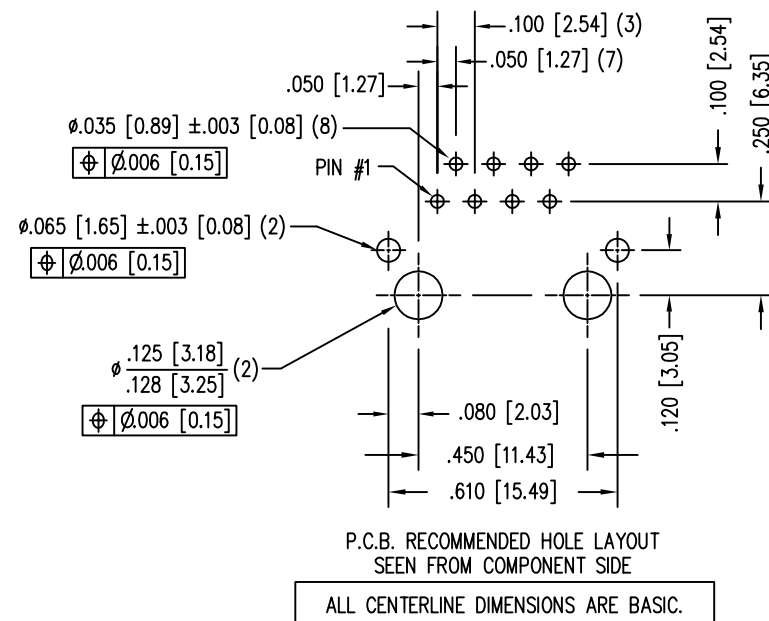 .100 [2.54] (3)
.050 [1.27] (7)
.050 [1.27]
.100 [2.54]
.250 [6.35]
ø.035 [0.89] ±.003 [0.08] (8)
⌖ Ø.006 [0.15]
PIN #1
ø.065 [1.65] ±.003 [0.08] (2)
⌖ Ø.006 [0.15]
ø .125 [3.18]
.128 [3.25] (2)
⌖ Ø.006 [0.15]
.120 [3.05]
.080 [2.03]
.450 [11.43]
.610 [15.49]
P.C.B. RECOMMENDED HOLE LAYOUT
SEEN FROM COMPONENT SIDE
ALL CENTERLINE DIMENSIONS ARE BASIC.